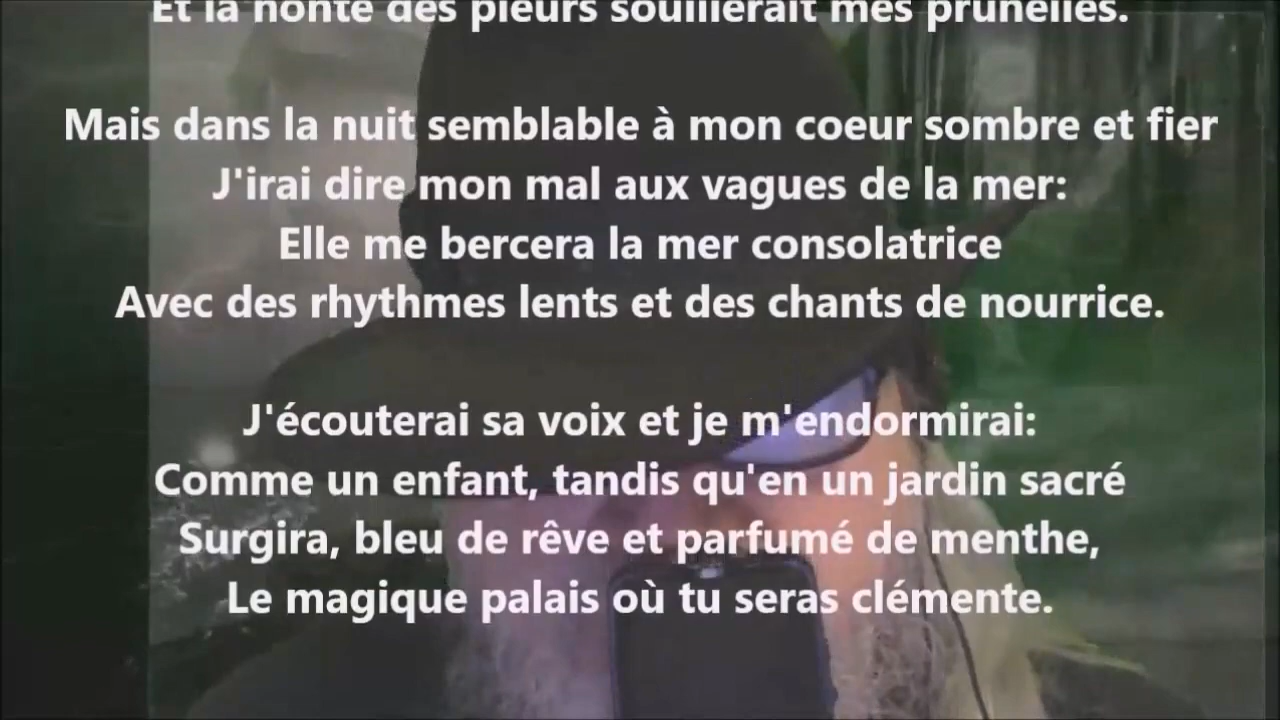 Et la honte des pleurs souillerait mes prunelles.
Mais dans la nuit semblable à mon coeur sombre et fier
J'irai dire mon mal aux vagues de la mer:
Elle me bercera la mer consolatrice
Avec des rhythmes lents et des chants de nourrice.
J'écouterai sa voix et je m'endormirai:
Comme un enfant, tandis qu'en un jardin sacré
Surgira, bleu de rêve et parfumé de menthe,
Le magique palais où tu seras clémente.